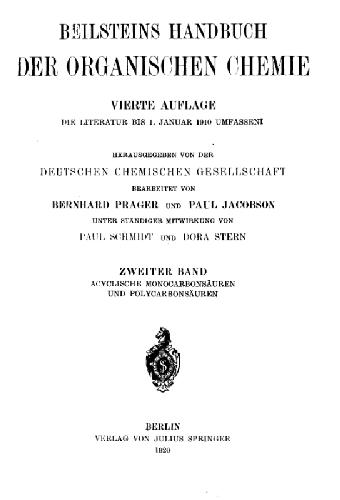 BEILSTEINS HANDBUCH
DER ORGANISCHEN CHEMIE
VIERTE AUFLAGE
DIE LITERATUR BIS 1. JANUAR 1910 UMFASSEND
HERAUSGEGEBEN VON DER
DEUTSCHEN CHEMISCHEN GESELLSCHAFT
BEARBEITET VON
BERNHARD PRAGER UND PAUL JACOBSON
UNTER STÄNDIGER MITWIRKUNG VON
PAUL SCHMIDT UND DORA STERN
ZWEITER BAND
ACYCLISCHE MONOCARBONSÄUREN
UND POLYCARBONSÄUREN
BERLIN
VERLAG VON JULIUS SPRINGER
1920